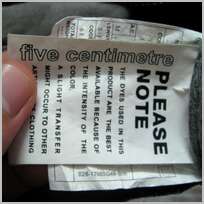 five centimetre
PLEASE
NOTE
THE DYES USED IN THIS
PRODUCT ARE THE BEST
AVAILABLE BECAUSE OF
INTENSITY OF THE
COLOR,
A SLIGHT TRANSFER
MIGHT OCCUR TO OTHER
CLOTHING